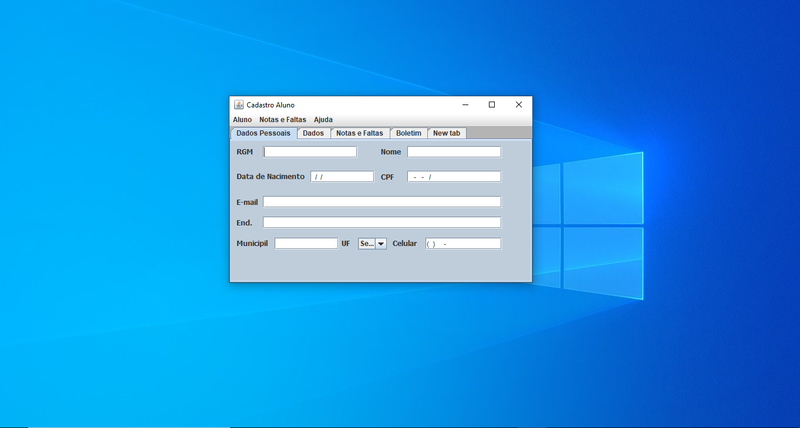 Cadastro Aluno
Aluno Notas e Faltas Ajuda
Dados Pessoais Dados Notas e Faltas Boletim New tab
RGM Nome
Data de Nacimento / / CPF - - /
E-mail
End.
Municipil UF Se... Celular ( ) -